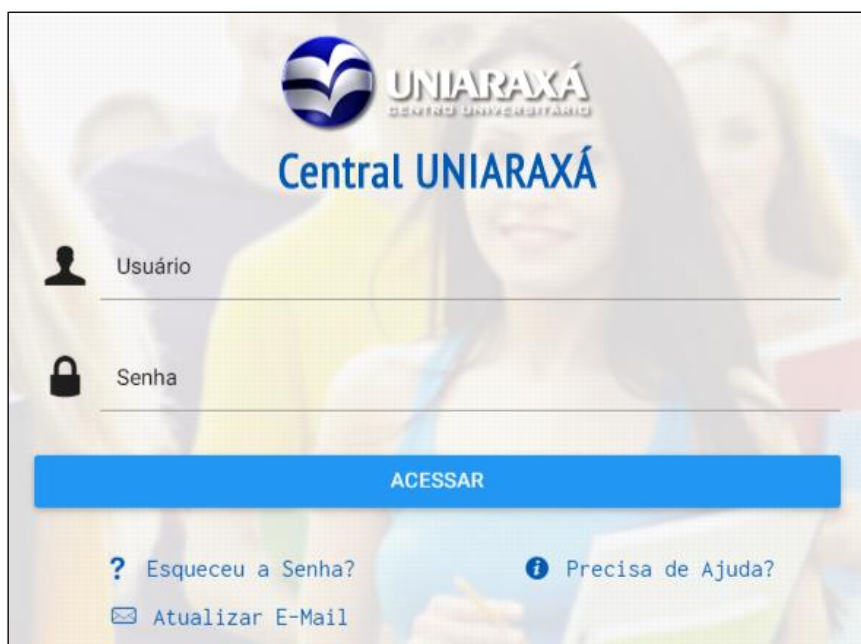 UNIARAXÁ
CENTRO UNIVERSITÁRIO
Central UNIARAXÁ
Usuário
Senha
ACESSAR
? Esqueceu a Senha?
Precisa de Ajuda?
Atualizar E-Mail